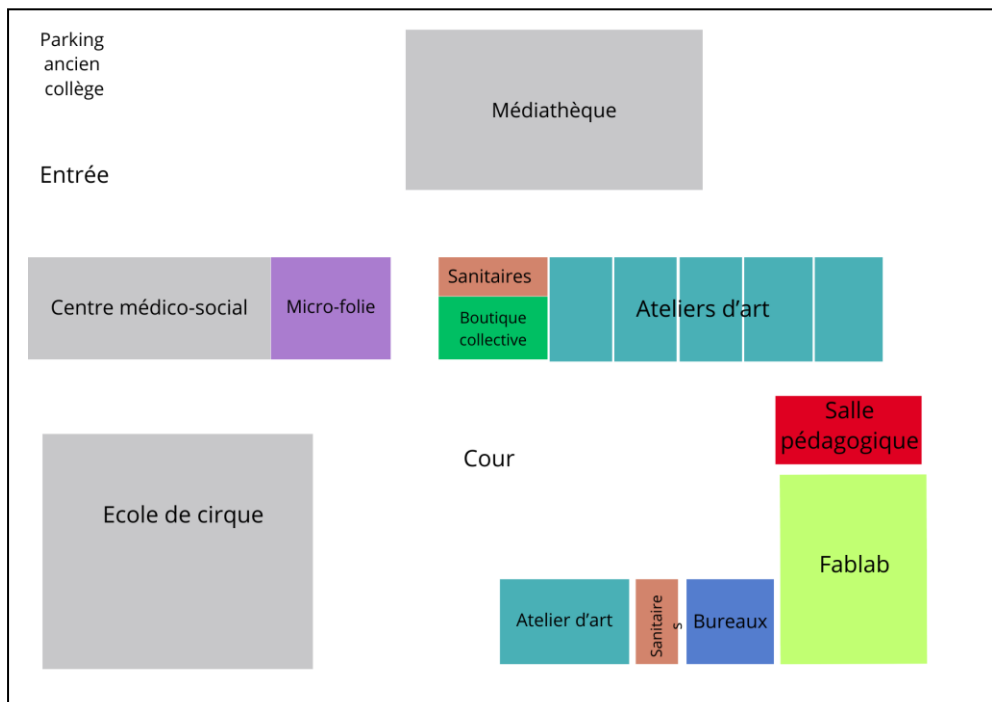 Parking
ancien
collège
Médiathèque
Entrée
Centre médico-social
Micro-folie
Sanitaires
Boutique
collective
Ateliers d'art
Salle
pédagogique
Cour
Ecole de cirque
Fablab
Atelier d'art
Sanitaire
s
Bureaux